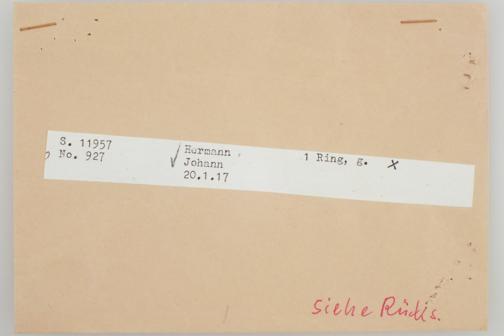 S. 11957
No. 927
Hermann
Johann
20.1.17
1 Ring, g. x
siehe Rücks.